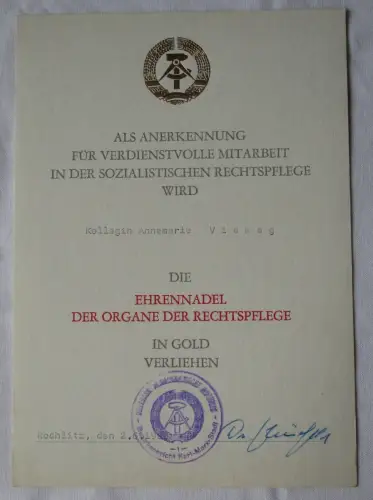 ALS ANERKENNUNG
FÜR VERDIENSTVOLLE MITARBEIT
IN DER SOZIALISTISCHEN RECHTSPFLEGE
WIRD
Kollegin Annemarie
DIE
EHRENNADEL
DER ORGANE DER RECHTSPFLEGE
IN GOLD
VERLIEHEN
Rochlitz, den